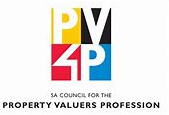 PV
4P
SA COUNCIL FOR THE
PROPERTY VALUERS PROFESSION